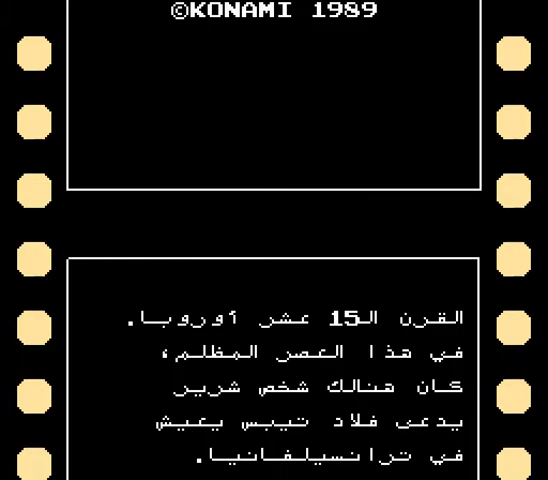 ©KONAMI 1989
القرن ال15 عشر أوروبا.
في هذا العصر المظلم،
كان هنالك شخص شرير
يدعى فلاد تيبس يعيش
في ترانسيلفانيا.